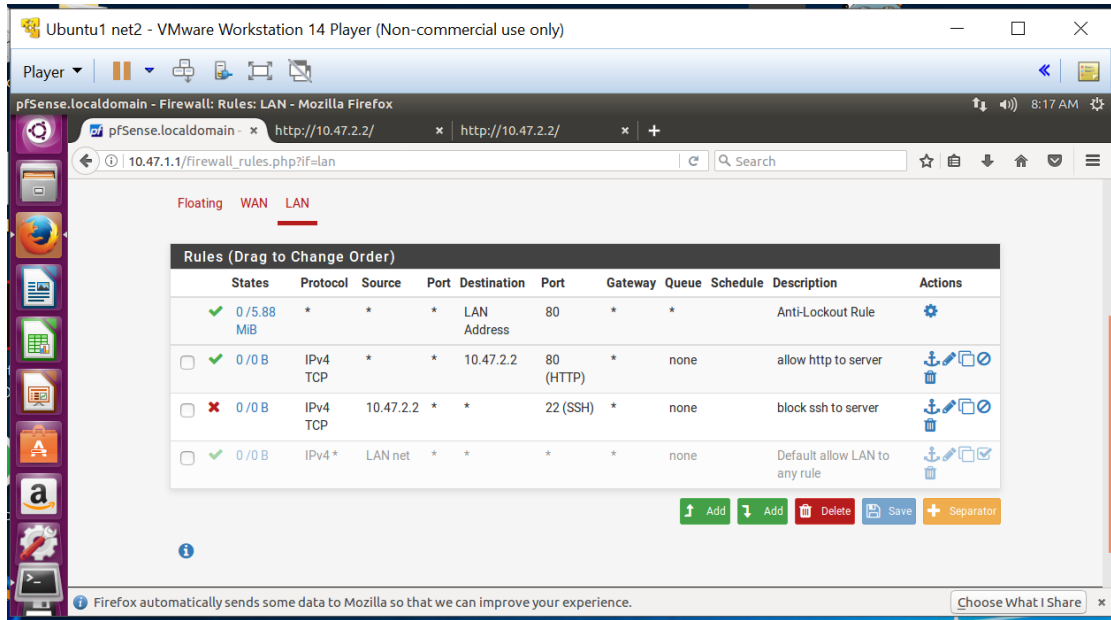 Ubuntu1 net2 - VMware Workstation 14 Player (Non-commercial use only)
Player
pfSense.localdomain - Firewall: Rules: LAN - Mozilla Firefox
8:17 AM
pfSense.localdomain -
http://10.47.2.2/
http://10.47.2.2/
10.47.1.1/firewall_rules.php?if=lan
Search
Floating WAN LAN
Rules (Drag to Change Order)
States Protocol Source Port Destination Port Gateway Queue Schedule Description Actions
0/5.88 * * * LAN 80 * * Anti-Lockout Rule
MiB Address
0/0 B IPv4 * * 10.47.2.2 80 * none allow http to server
TCP (HTTP)
0/0 B IPv4 10.47.2.2 * * 22 (SSH) * none block ssh to server
TCP
0/0 B IPv4 * LAN net * * * * none Default allow LAN to
any rule
Add Add Delete Save Separator
Firefox automatically sends some data to Mozilla so that we can improve your experience.
Choose What I Share